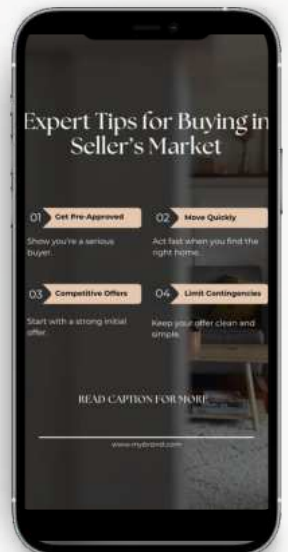 Expert Tips for Buying in
Seller's Market
01 Get Pre-Approved
Show you're a serious
buyer.
02 Move Quickly
Act fast when you find the
right home.
03 Competitive Offers
Start with a strong initial
offer.
04 Limit Contingencies
Keep your offer clean and
simple.
READ CAPTION FOR MORE
www.mybrand.com